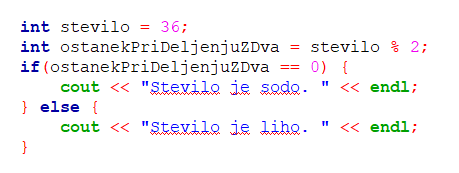 int stevilo = 36;
int ostanekPriDeljenjuZDva = stevilo % 2;
if(ostanekPriDeljenjuZDva == 0) {
    cout << "Stevilo je sodo. " << endl;
} else {
    cout << "Stevilo je liho. " << endl;
}